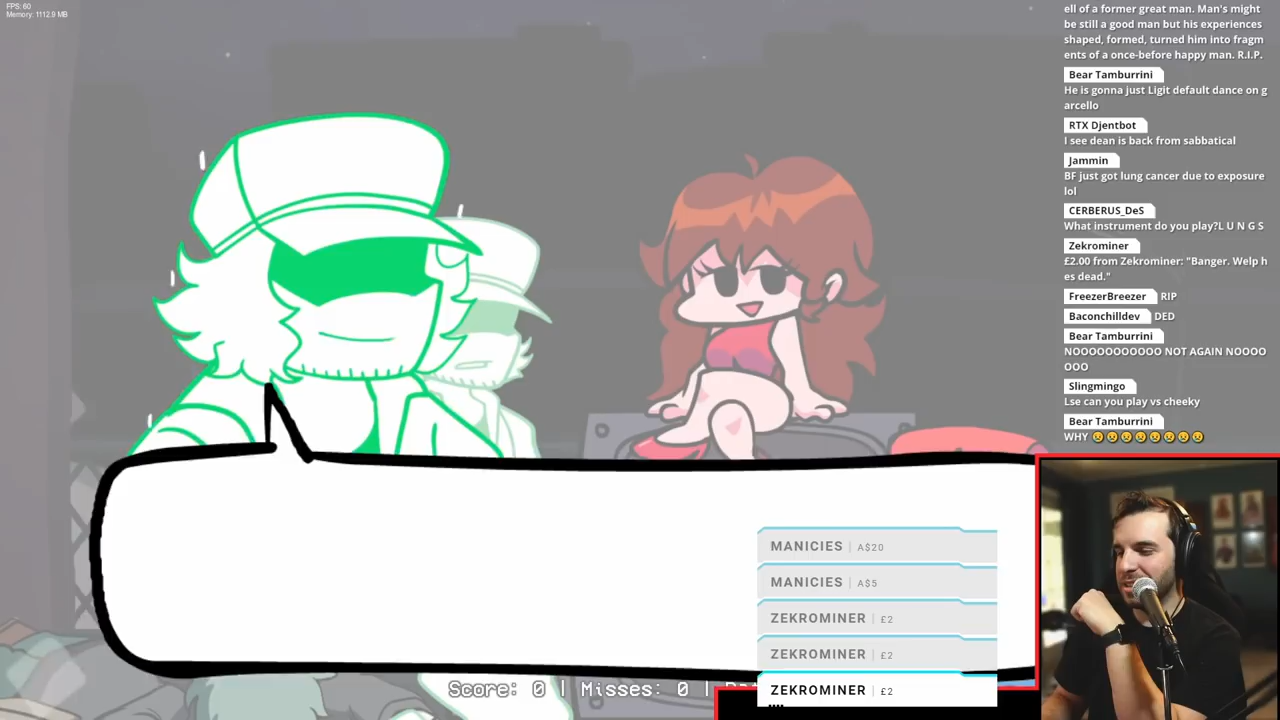 FPS: 60
Memory: 1112.9 MB
ell of a former great man. Man's might
be still a good man but his experiences
shaped, formed, turned him into fragm
ents of a once-before happy man. R.I.P.
Bear Tamburrini
He is gonna just Ligit default dance on g
arcello
RTX Djentbot
I see dean is back from sabbatical
Jammin
BF just got lung cancer due to exposure
lol
CERBERUS_DeS
What instrument do you play?L U N G S
Zekrominer
£2.00 from Zekrominer: "Banger. Welp h
es dead."
FreezerBreezer RIP
Baconchilldev DED
Bear Tamburrini
NOOOOOOOOOOO NOT AGAIN NOOOO
OOO
Slingmingo
Lse can you play vs cheeky
Bear Tamburrini
WHY 😢😢😢😢😢😢😢😢
MANICIES | A$20
MANICIES | A$5
ZEKROMINER | £2
ZEKROMINER | £2
ZEKROMINER | £2
Score: 0 | Misses: 0 |